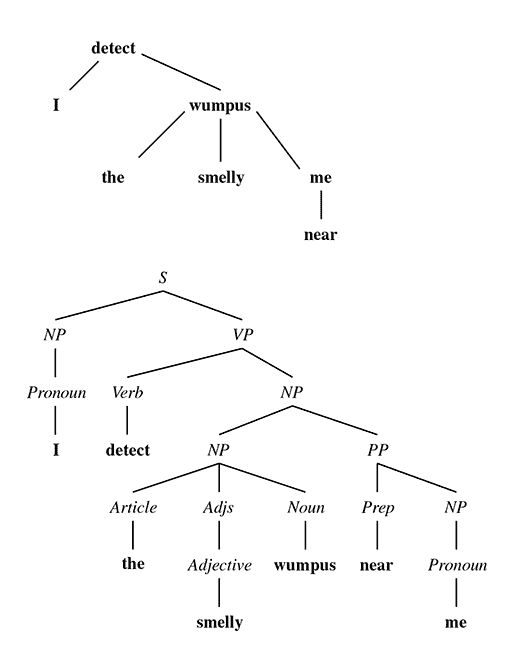 detect
I wumpus
the smelly me
near
S
NP VP
Pronoun Verb NP
I detect NP PP
Article Adjs Noun Prep NP
the Adjective wumpus near Pronoun
smelly me